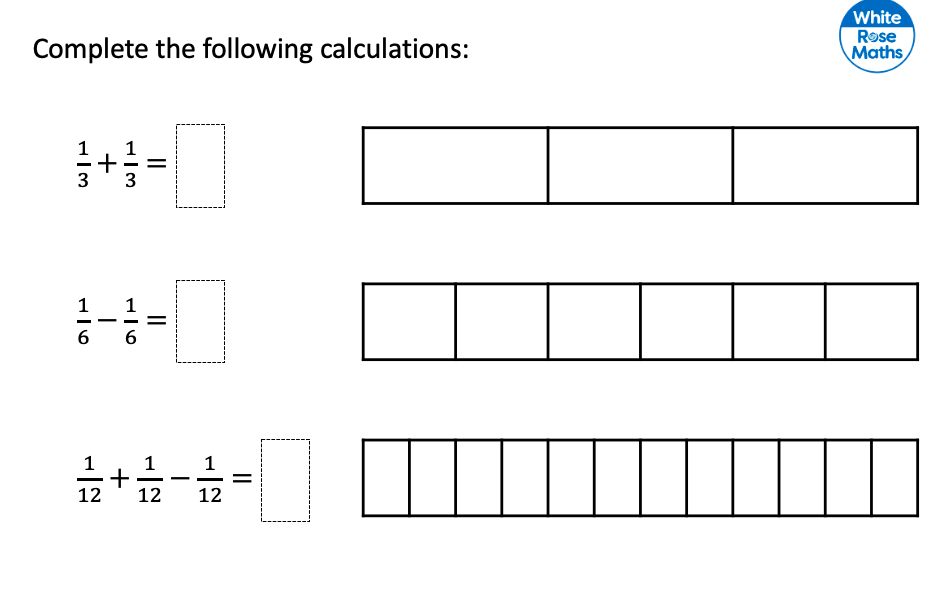 White
Rose
Maths
Complete the following calculations:
1/3 + 1/3 =
1/6 − 1/6 =
1/12 + 1/12 − 1/12 =